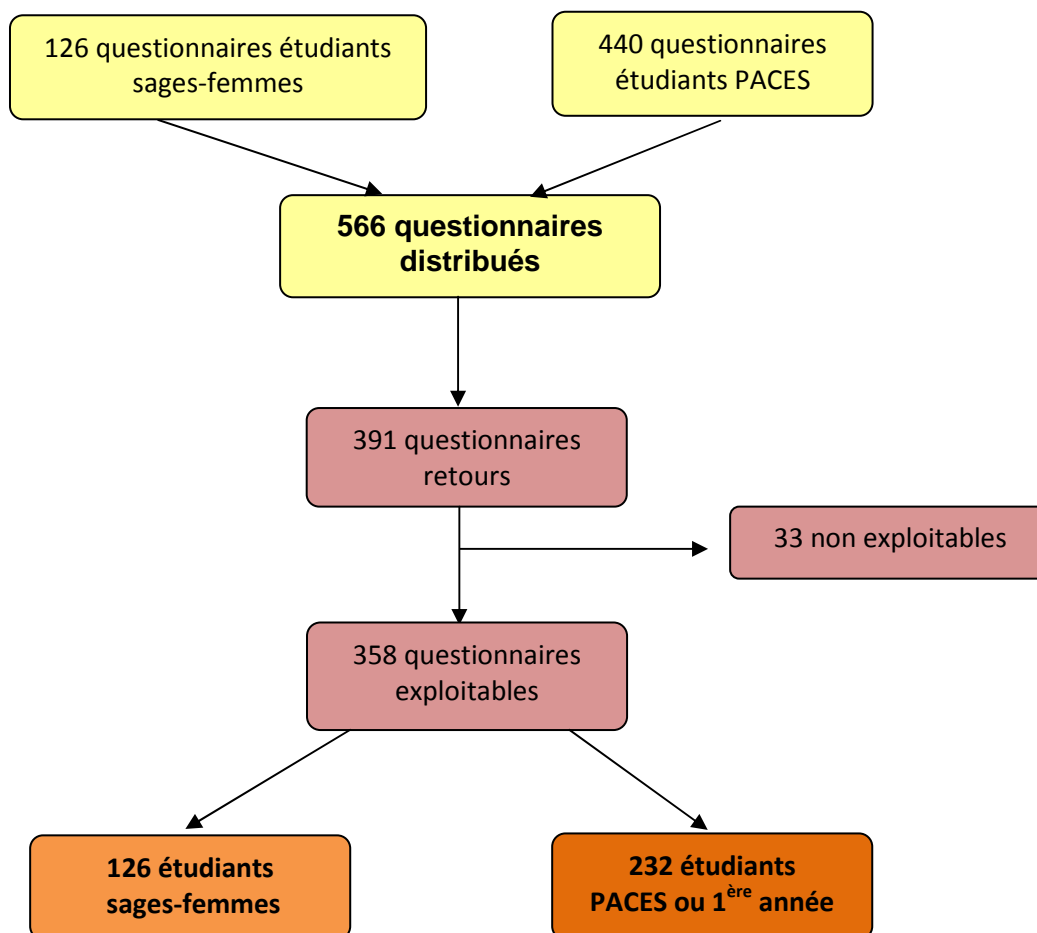 126 questionnaires étudiants
sages-femmes
440 questionnaires
étudiants PACES
566 questionnaires
distribués
391 questionnaires
retours
33 non exploitables
358 questionnaires
exploitables
126 étudiants
sages-femmes
232 étudiants
PACES ou 1ère année